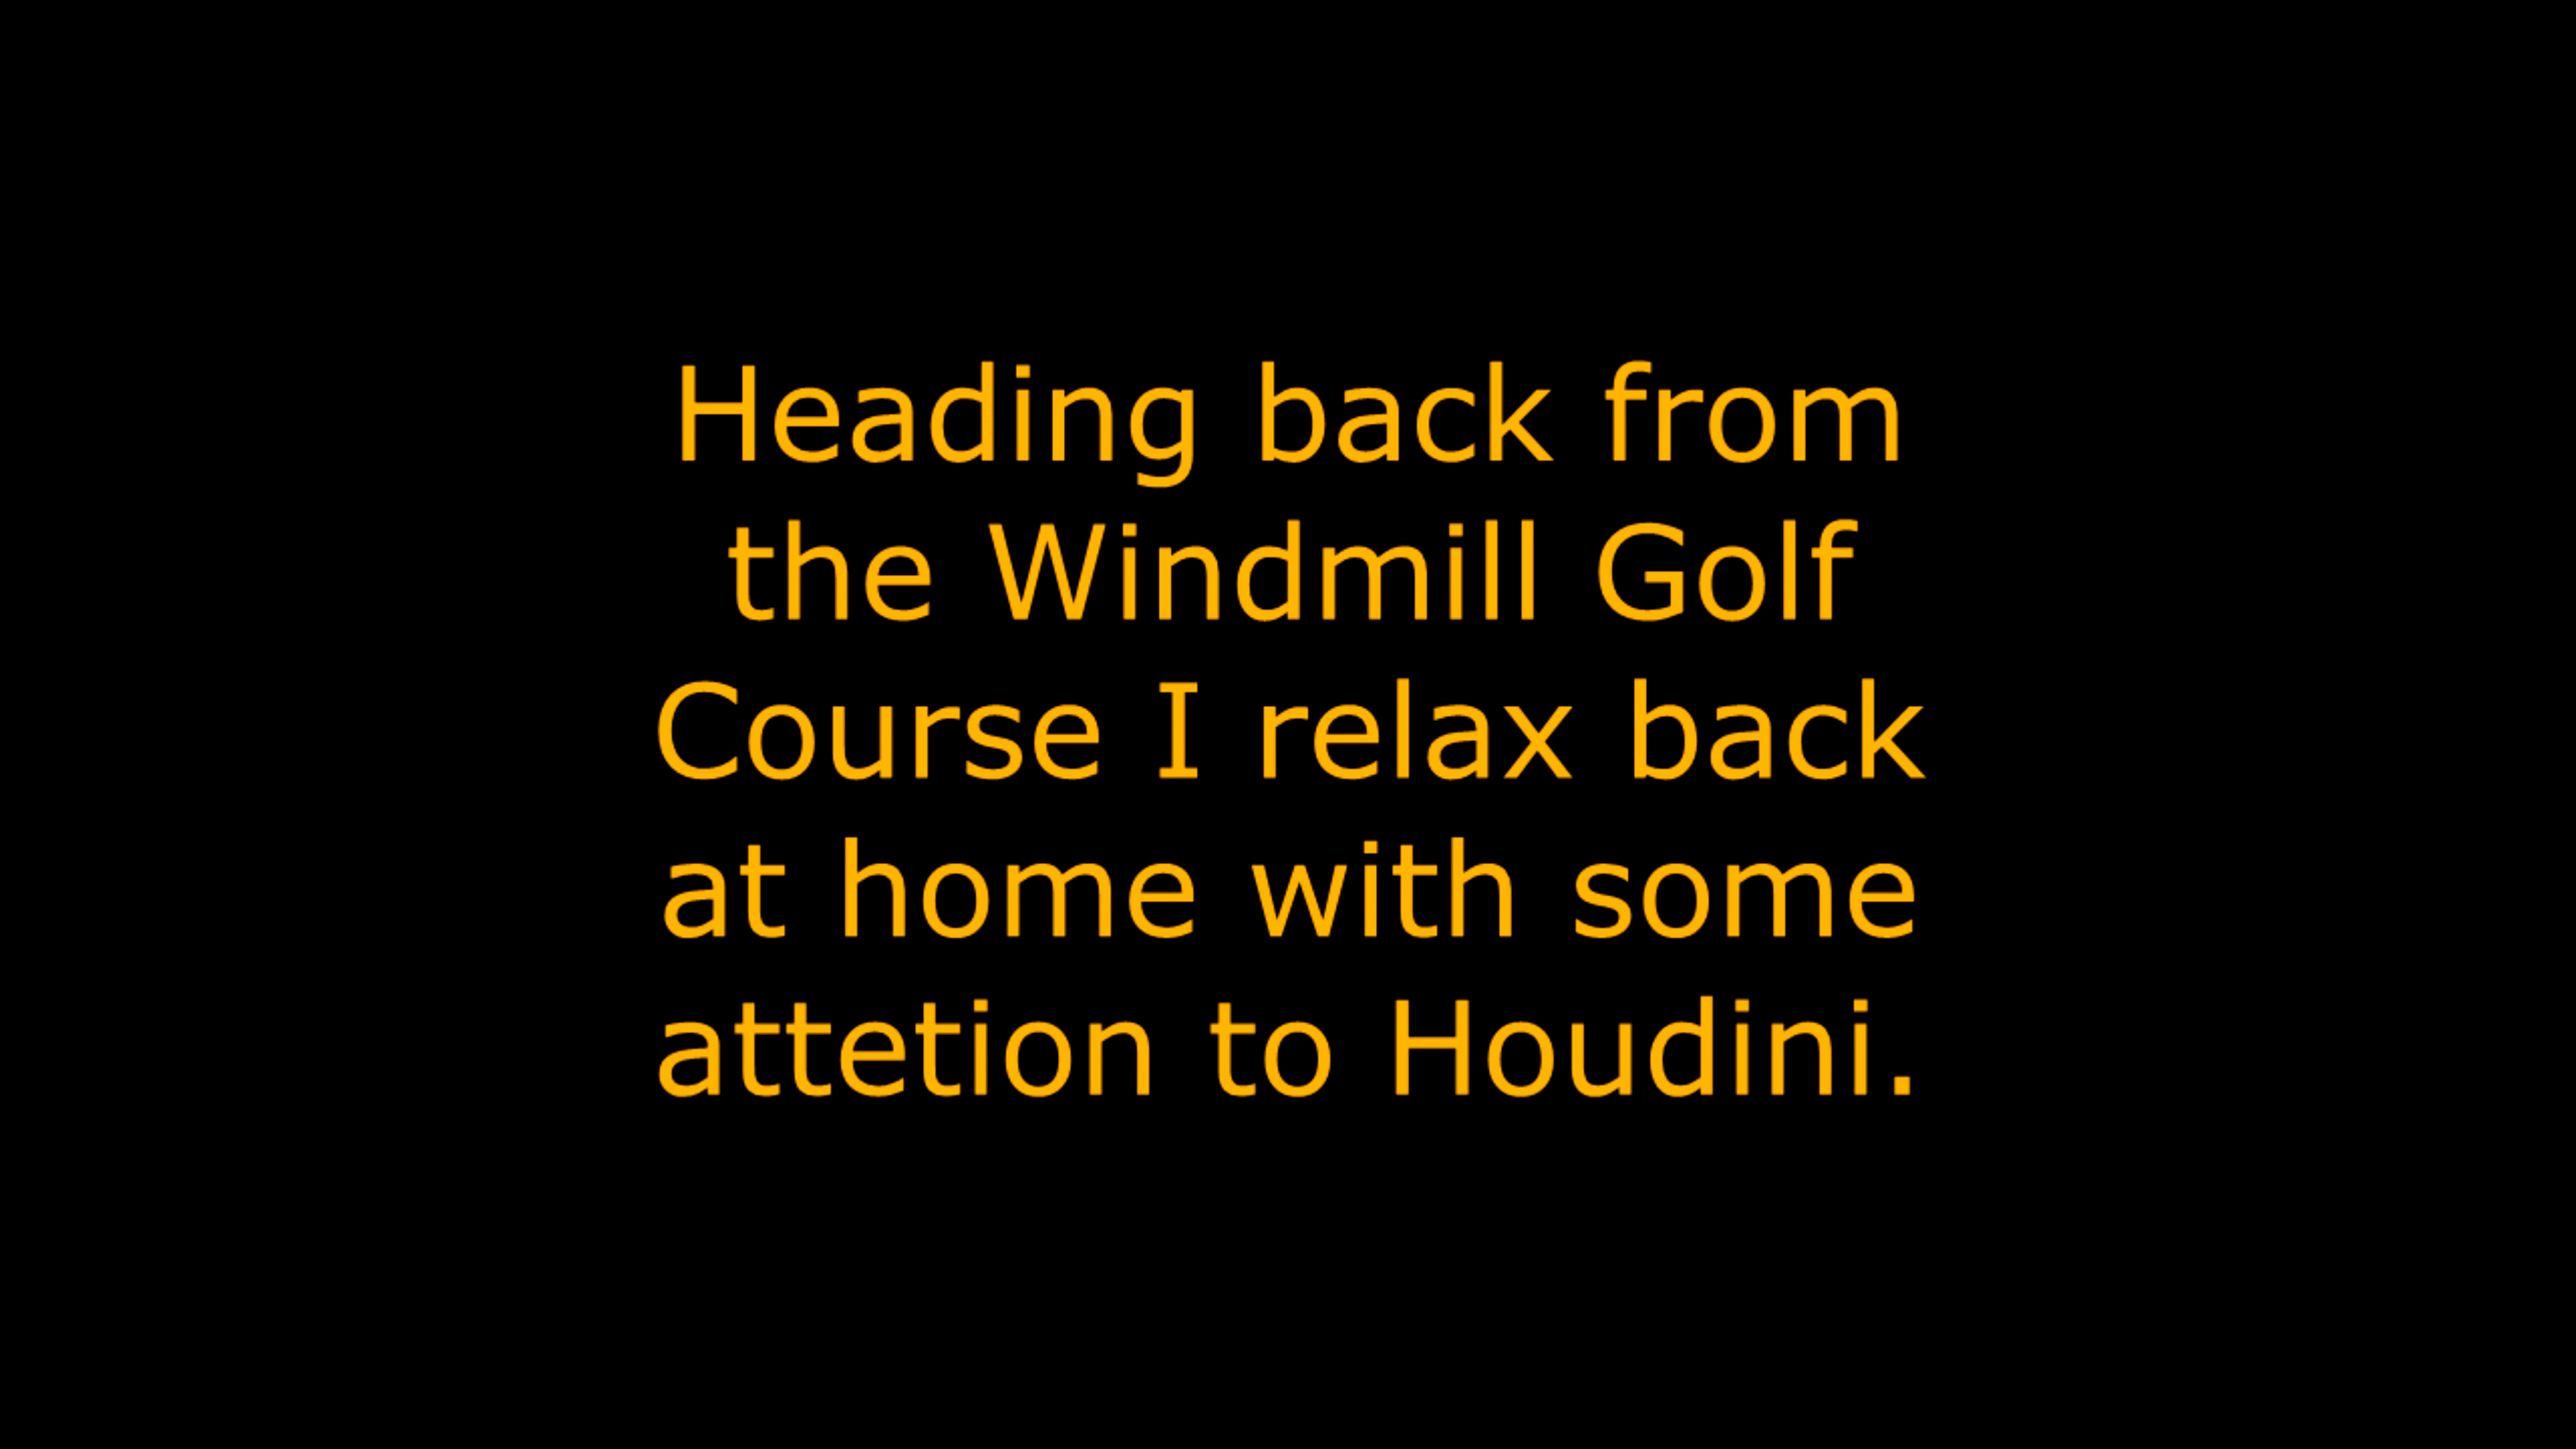 Heading back from
the Windmill Golf
Course I relax back
at home with some
attetion to Houdini.